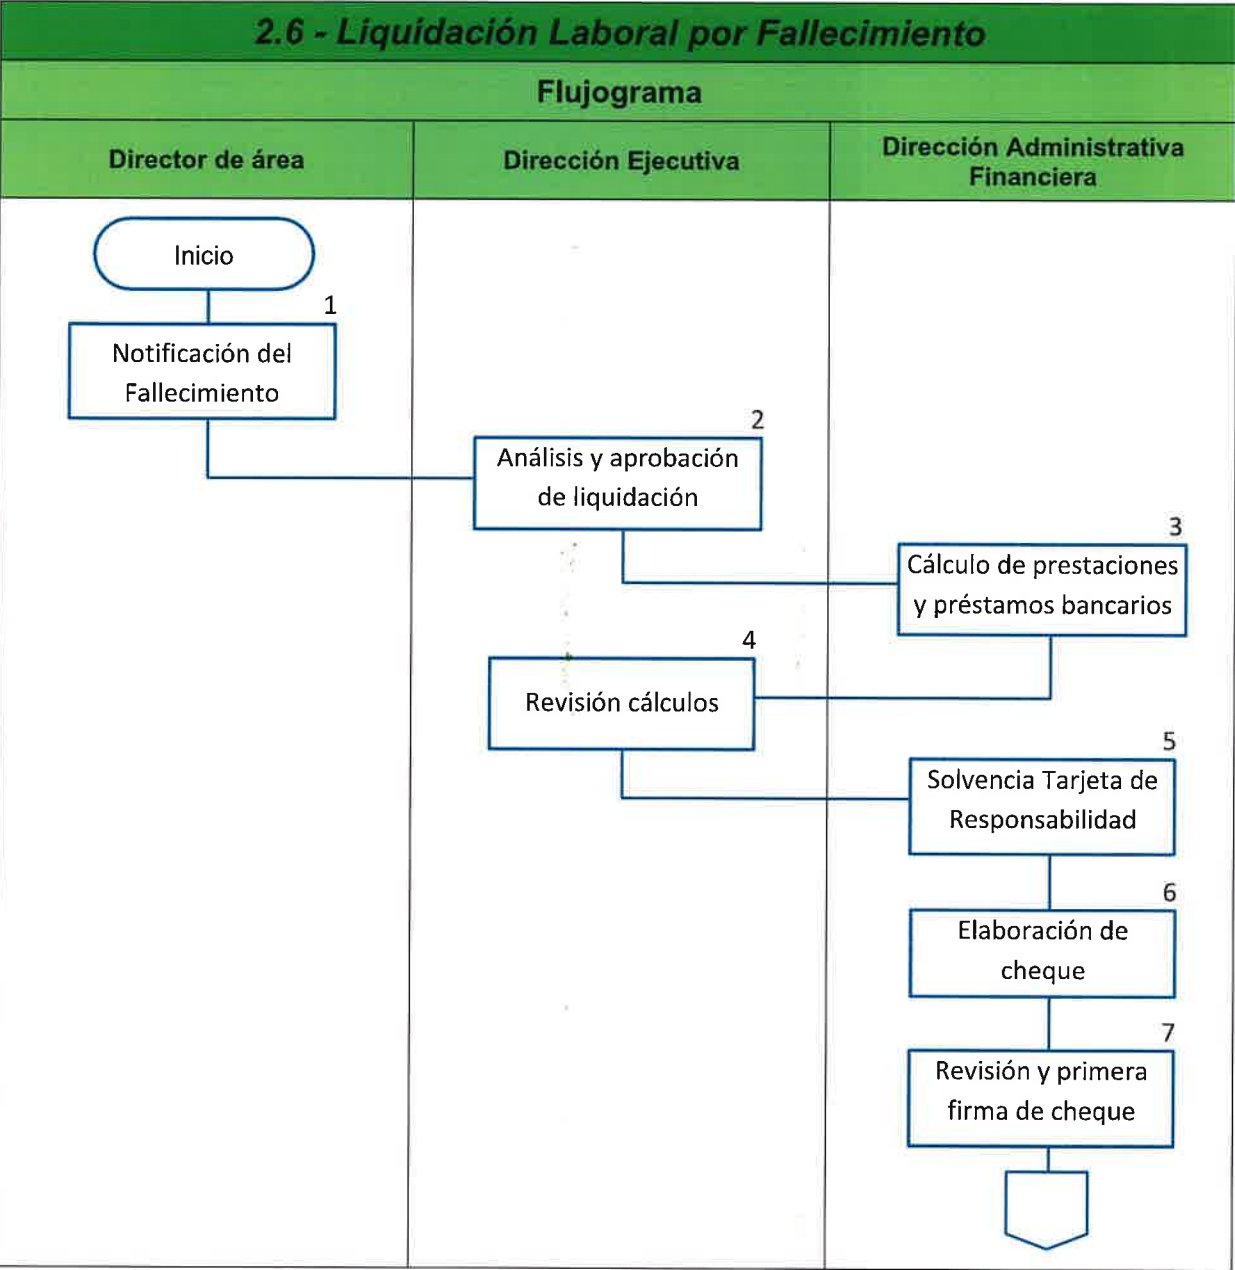 2.6 - Liquidación Laboral por Fallecimiento
Flujograma
Director de área
Dirección Ejecutiva
Dirección Administrativa
Financiera
Inicio
1
Notificación del
Fallecimiento
2
Análisis y aprobación
de liquidación
3
Cálculo de prestaciones
y préstamos bancarios
4
Revisión cálculos
5
Solvencia Tarjeta de
Responsabilidad
6
Elaboración de
cheque
7
Revisión y primera
firma de cheque